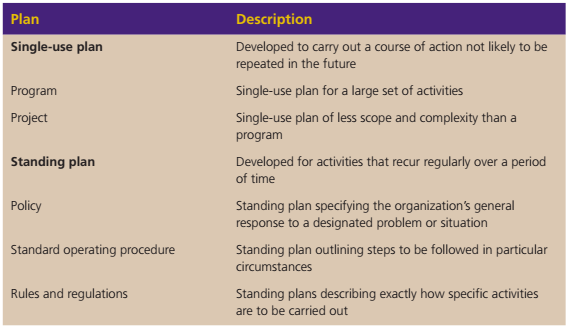 Plan Description
Single-use plan Developed to carry out a course of action not likely to be
repeated in the future
Program Single-use plan for a large set of activities
Project Single-use plan of less scope and complexity than a
program
Standing plan Developed for activities that recur regularly over a period
of time
Policy Standing plan specifying the organization's general
response to a designated problem or situation
Standard operating procedure Standing plan outlining steps to be followed in particular
circumstances
Rules and regulations Standing plans describing exactly how specific activities
are to be carried out